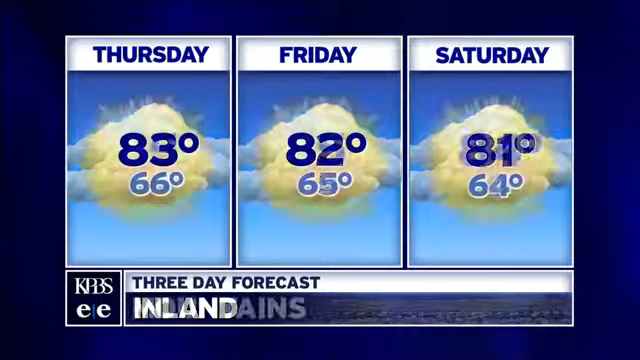 THURSDAY
FRIDAY
SATURDAY
83°
82°
81°
66°
65°
64°
KPBS
e|e
THREE DAY FORECAST
INLAND